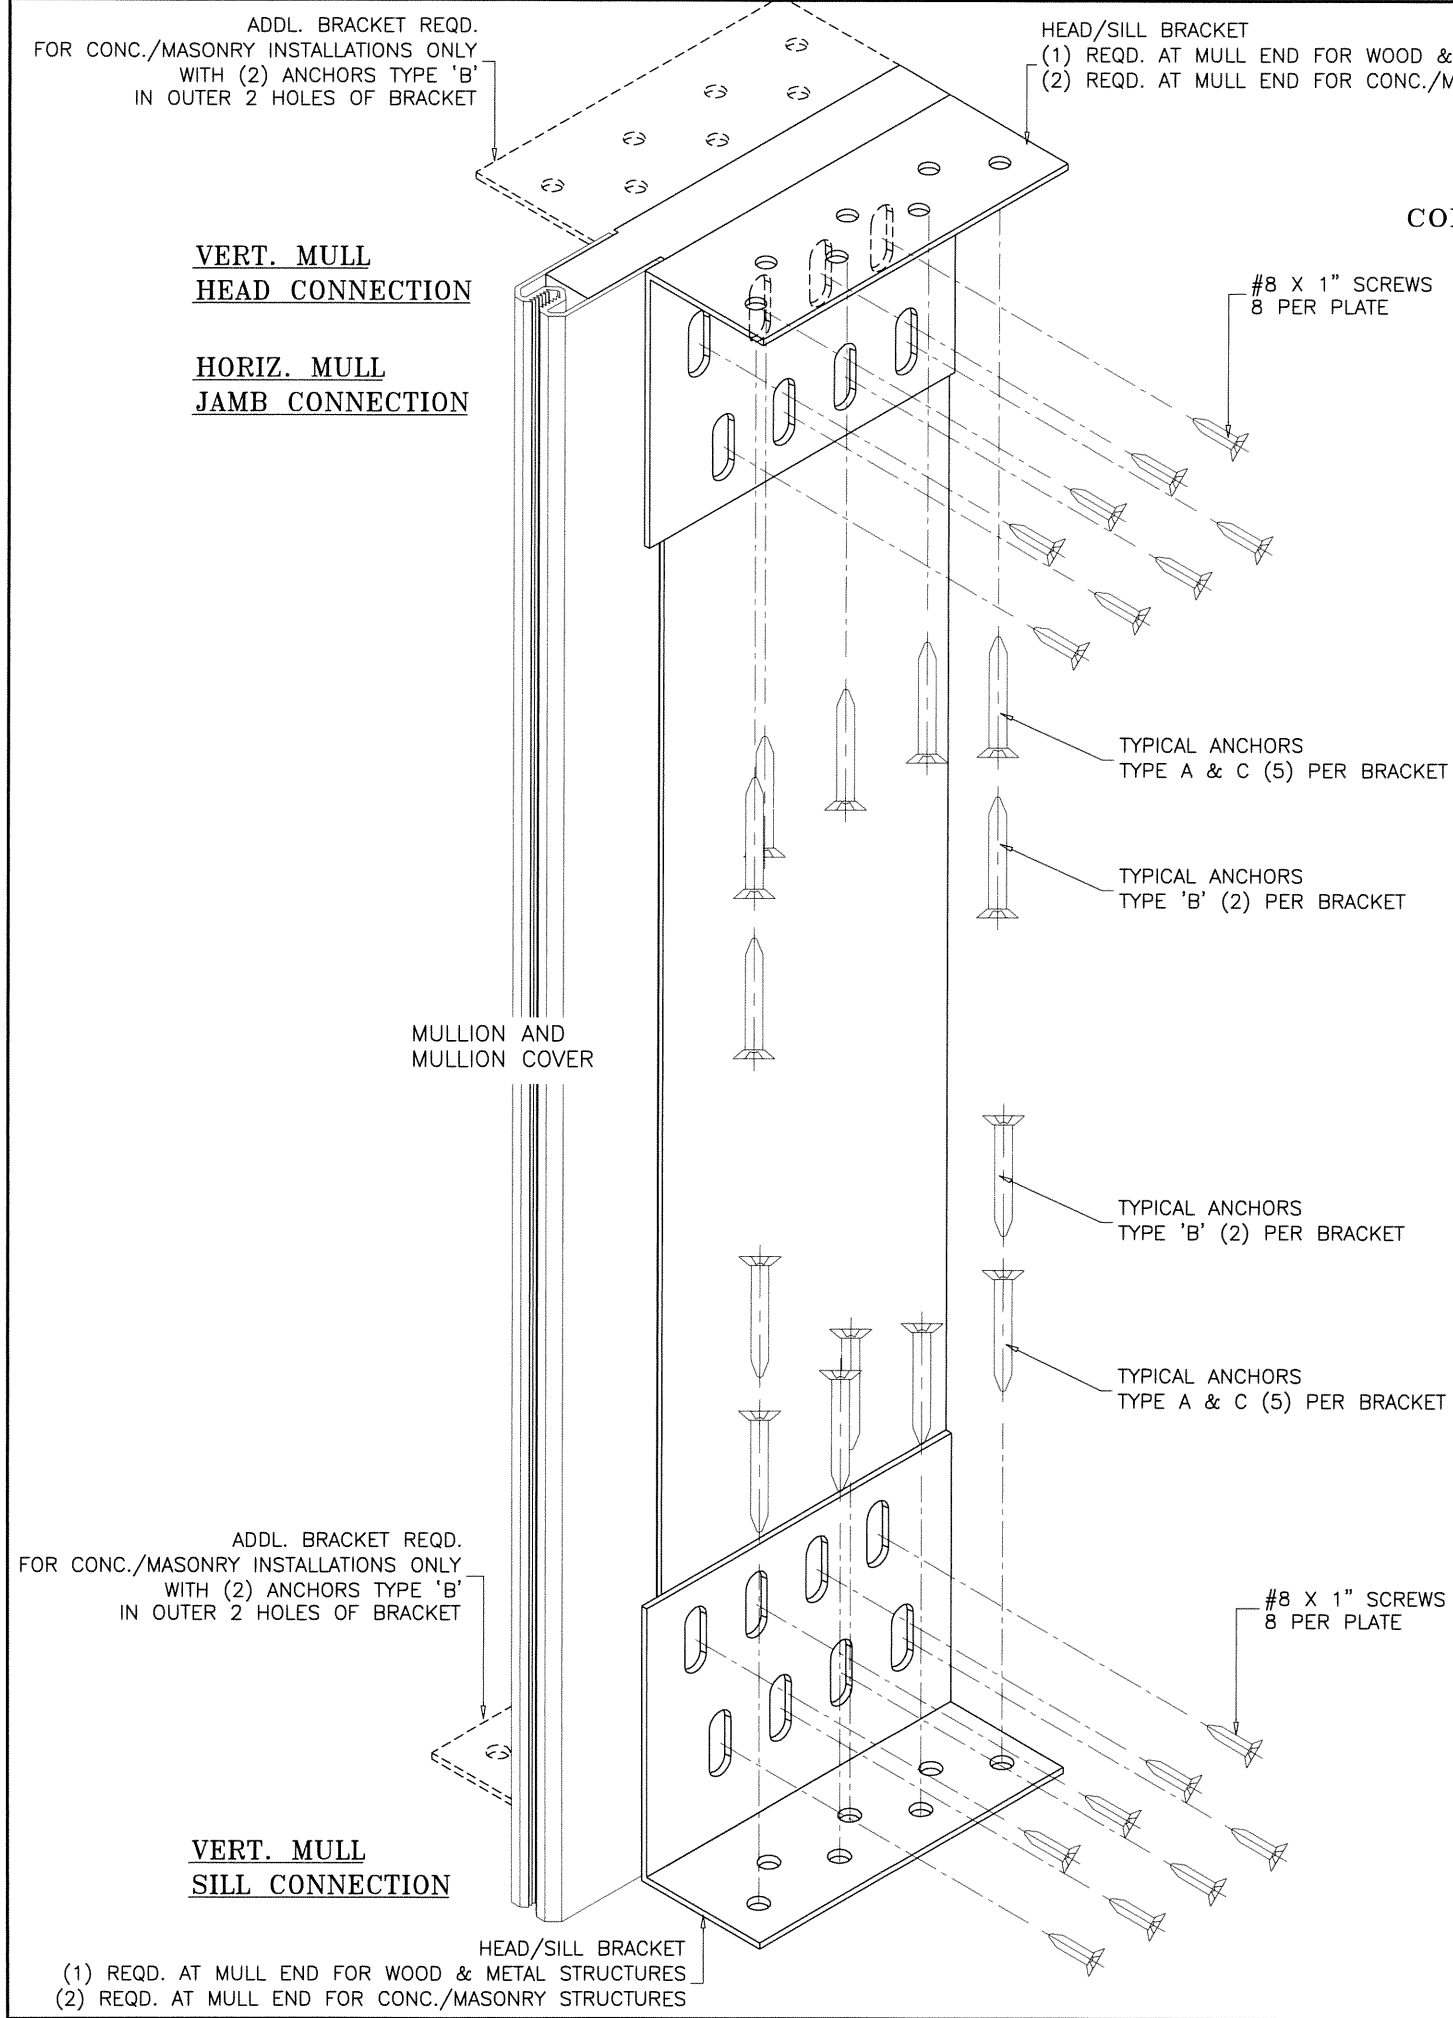 ADDL. BRACKET REQD.
FOR CONC./MASONRY INSTALLATIONS ONLY
WITH (2) ANCHORS TYPE 'B'
IN OUTER 2 HOLES OF BRACKET
HEAD/SILL BRACKET
(1) REQD. AT MULL END FOR WOOD &
(2) REQD. AT MULL END FOR CONC./M
VERT. MULL
HEAD CONNECTION
HORIZ. MULL
JAMB CONNECTION
#8 X 1" SCREWS
8 PER PLATE
TYPICAL ANCHORS
TYPE A & C (5) PER BRACKET
TYPICAL ANCHORS
TYPE 'B' (2) PER BRACKET
MULLION AND
MULLION COVER
TYPICAL ANCHORS
TYPE 'B' (2) PER BRACKET
TYPICAL ANCHORS
TYPE A & C (5) PER BRACKET
ADDL. BRACKET REQD.
FOR CONC./MASONRY INSTALLATIONS ONLY
WITH (2) ANCHORS TYPE 'B'
IN OUTER 2 HOLES OF BRACKET
#8 X 1" SCREWS
8 PER PLATE
VERT. MULL
SILL CONNECTION
HEAD/SILL BRACKET
(1) REQD. AT MULL END FOR WOOD & METAL STRUCTURES
(2) REQD. AT MULL END FOR CONC./MASONRY STRUCTURES